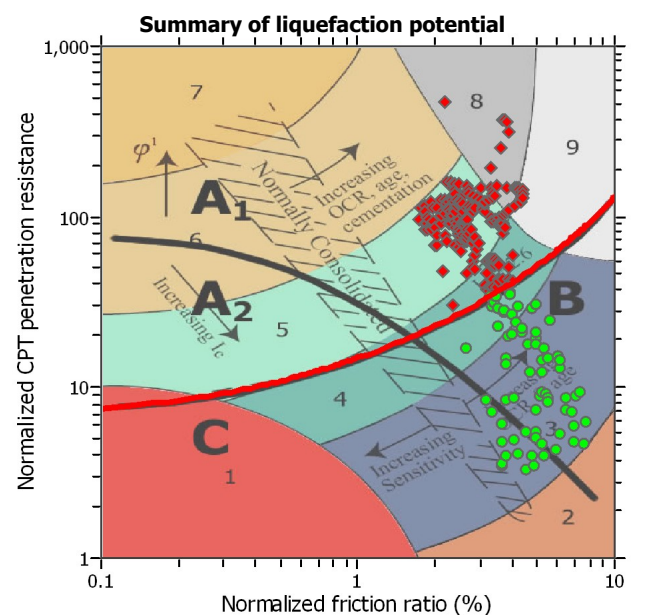 Summary of liquefaction potential
1,000
100
10
1
Normalized CPT penetration resistance
7
8
9
φ'
A1
Increasing
OCR, age,
cementation
Normally Consolidated
6
A2
Increasing Ic
5
B
4
Increasing
Sensitivity
3
C
1
2
0.1
1
10
Normalized friction ratio (%)